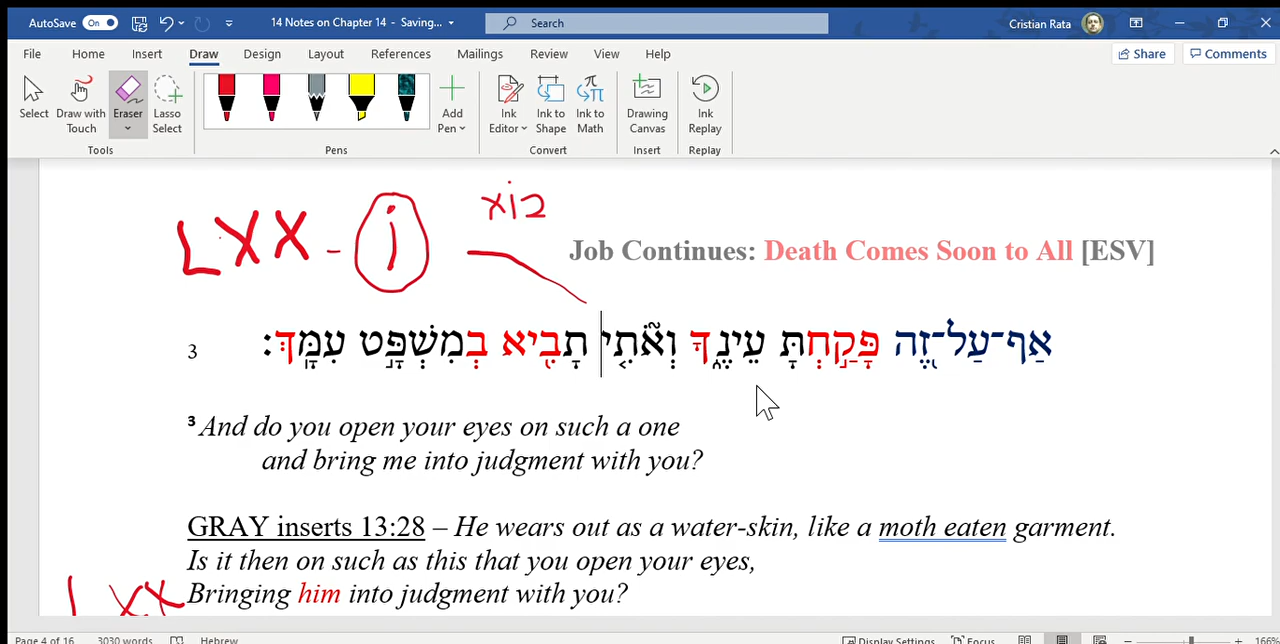 AutoSave On 14 Notes on Chapter 14 - Saving... Search Cristian Rata
File Home Insert Draw Design Layout References Mailings Review View Help Share Comments
Select Draw with Touch Eraser Lasso Select Add Pen Ink Editor Ink to Shape Ink to Math Drawing Canvas Ink Replay
Tools Pens Convert Insert Replay
LXX - i
Job Continues: Death Comes Soon to All [ESV]
3 אַף־עַל־זֶ֭ה פָּקַ֣חְתָּ עֵינֶ֑ךָ וְאֹ֘תִ֤י תָבִ֖יא בְמִשְׁפָּ֣ט עִמָּֽךְ׃
3 And do you open your eyes on such a one
and bring me into judgment with you?
GRAY inserts 13:28 – He wears out as a water-skin, like a moth eaten garment.
Is it then on such as this that you open your eyes,
LXX
Bringing him into judgment with you?
Page 4 of 16 3030 words Hebrew Display Settings Focus 166%